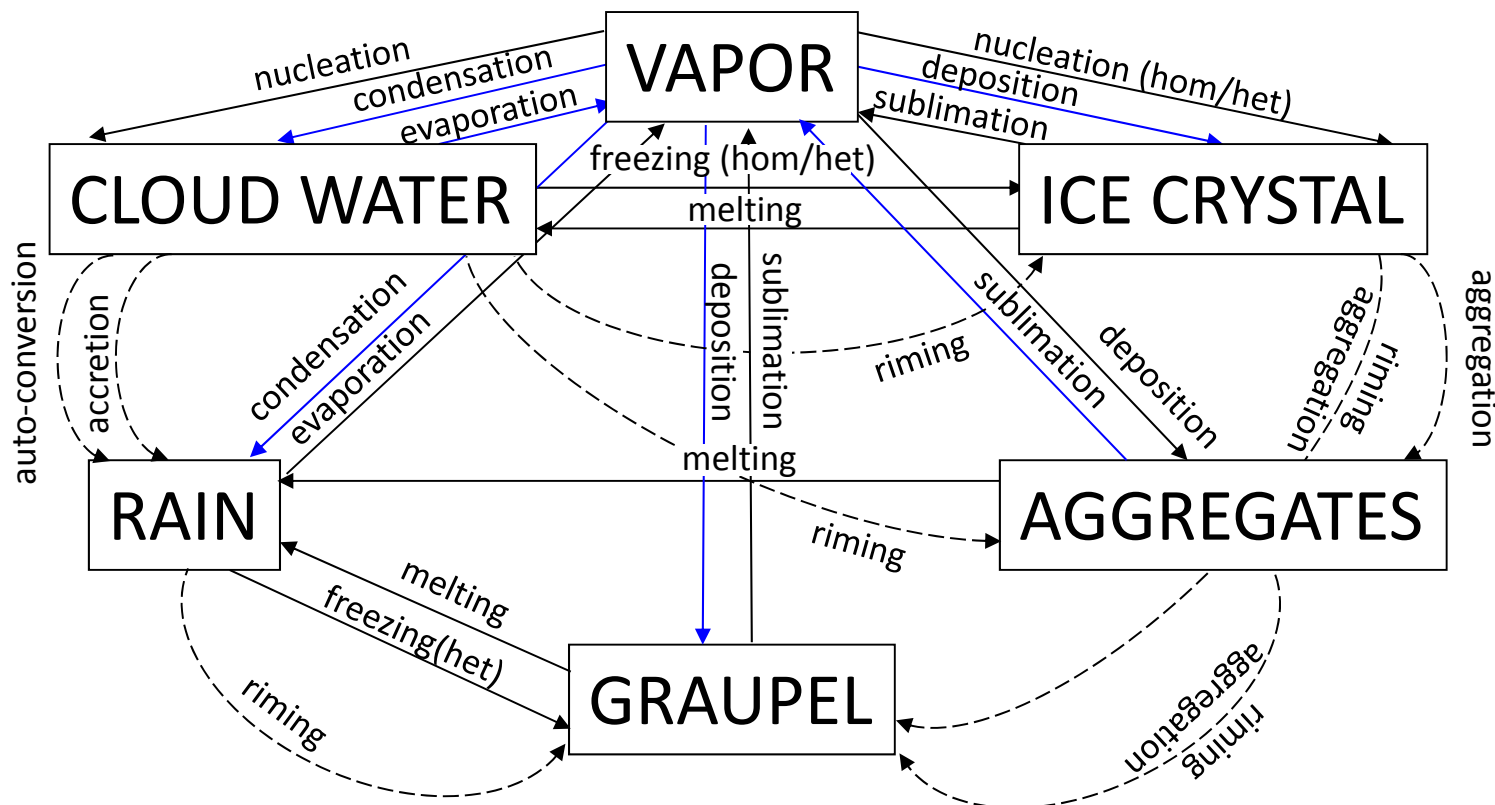 VAPOR
nucleation
condensation
evaporation
nucleation (hom/het)
deposition
sublimation
CLOUD WATER
freezing (hom/het)
melting
ICE CRYSTAL
auto-conversion
accretion
condensation
evaporation
deposition
sublimation
riming
sublimation
deposition
aggregation
riming
aggregation
melting
RAIN
riming
AGGREGATES
melting
freezing(het)
riming
GRAUPEL
aggregation
riming